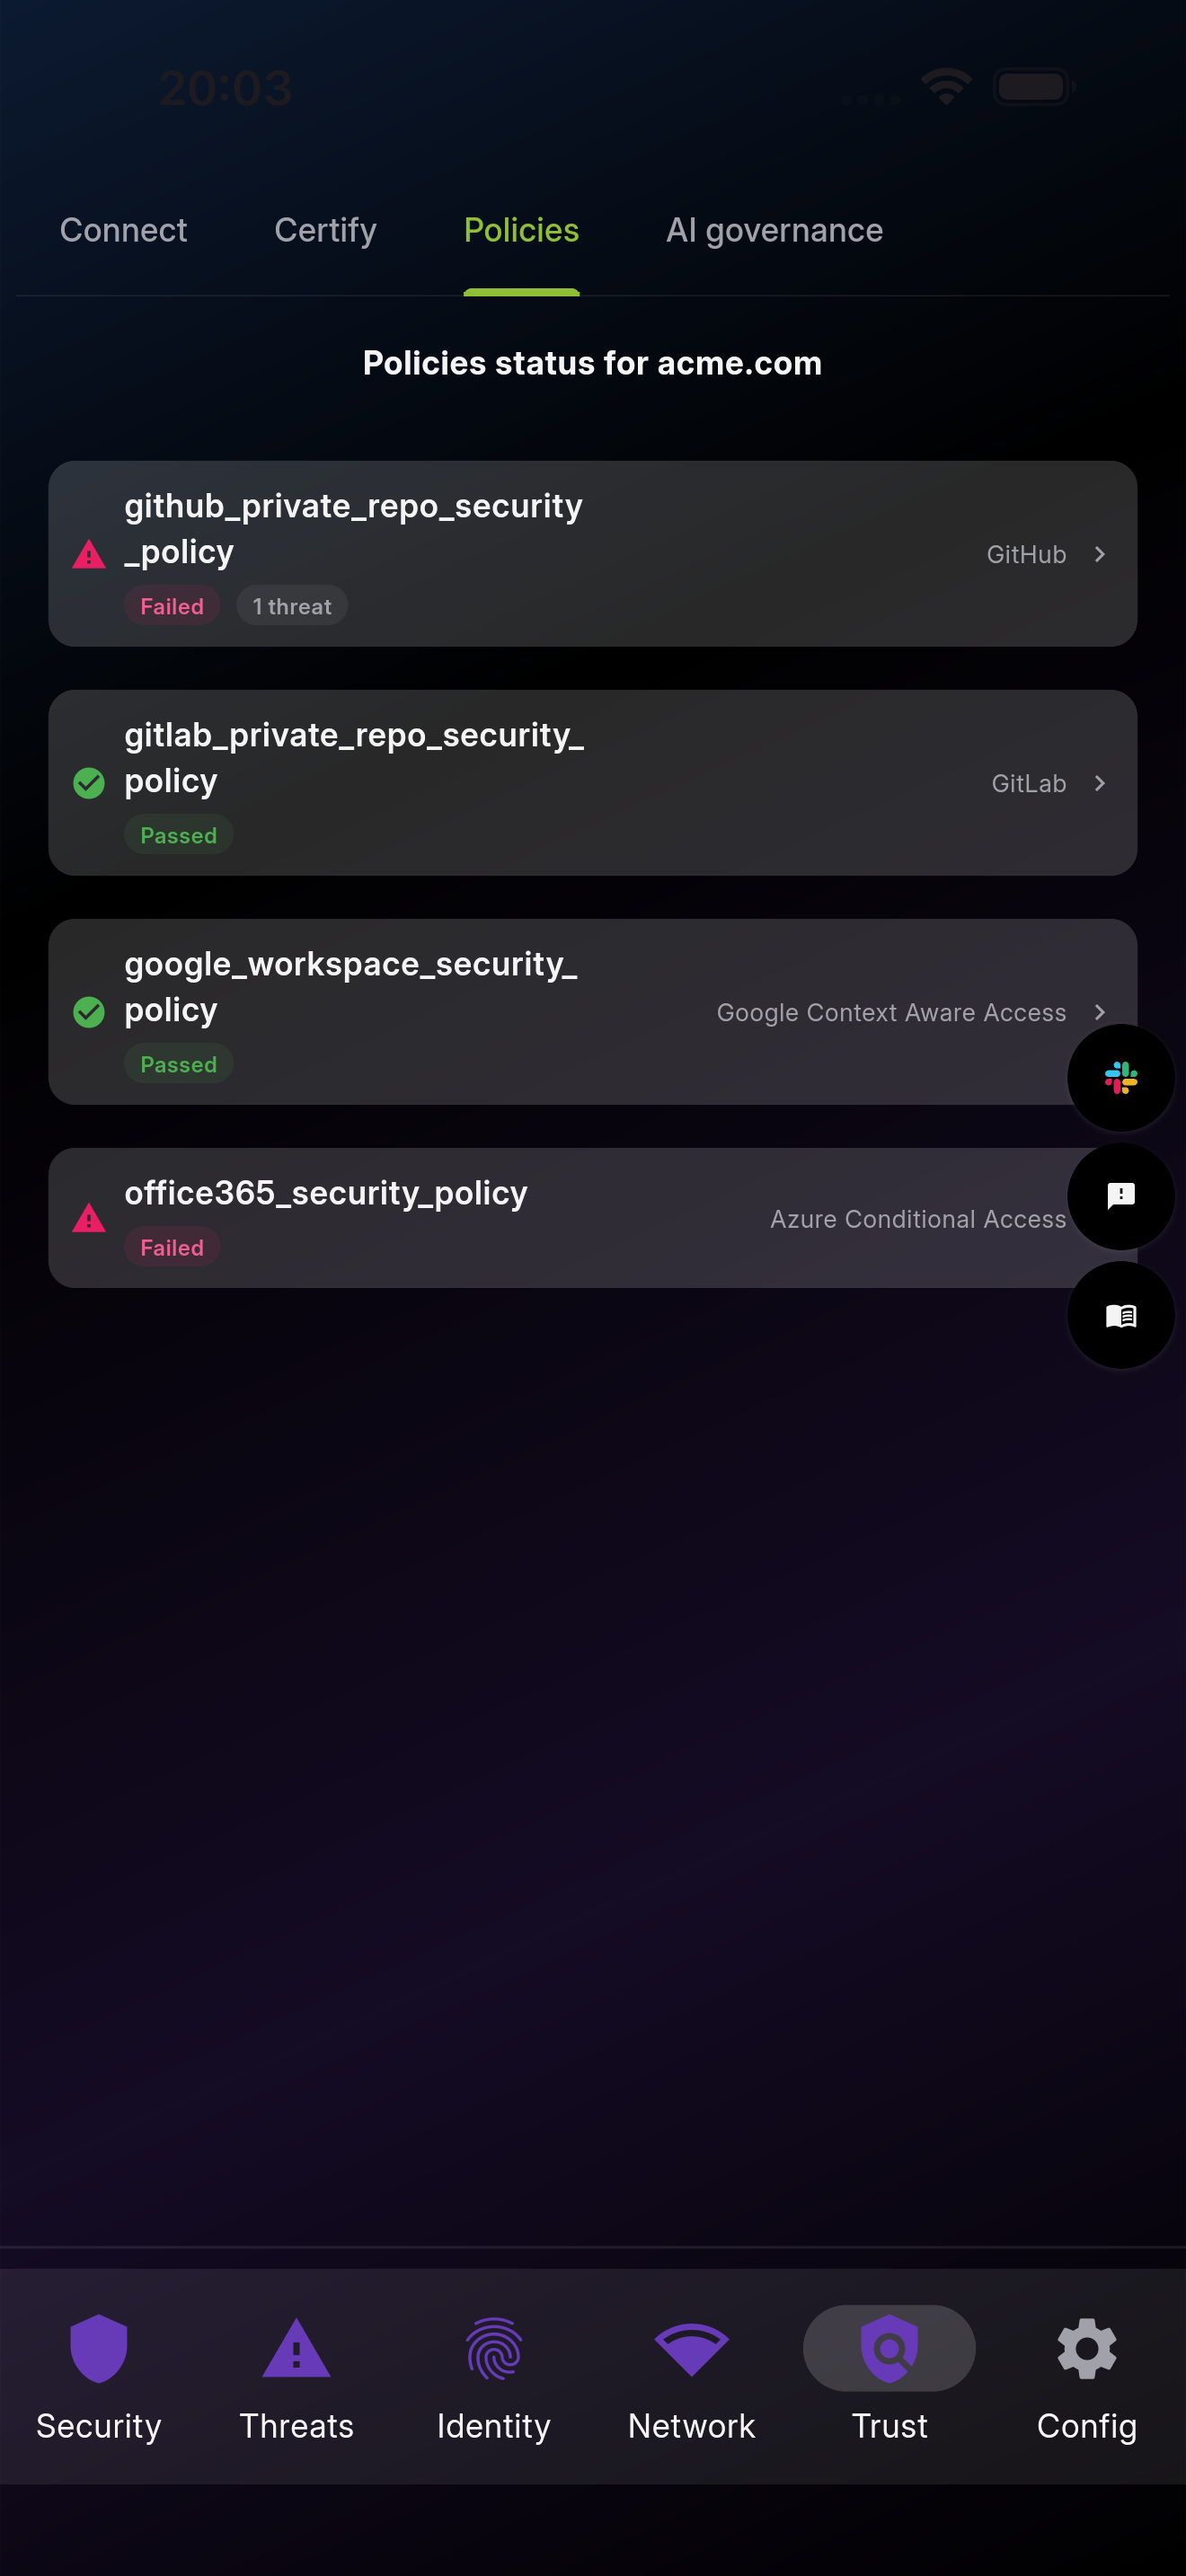 20:03
Connect Certify Policies AI governance
Policies status for acme.com
github_private_repo_security
_policy
GitHub
Failed 1 threat
gitlab_private_repo_security_
policy
GitLab
Passed
google_workspace_security_
policy
Google Context Aware Access
Passed
office365_security_policy
Azure Conditional Access
Failed
Security Threats Identity Network Trust Config